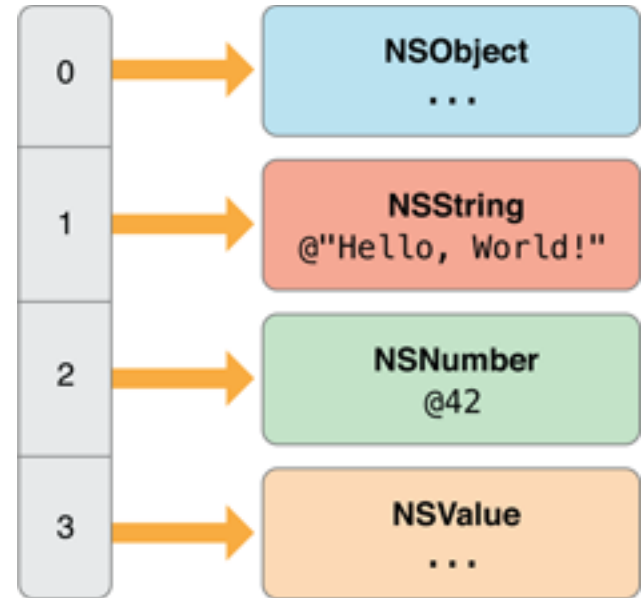 0
NSObject
...
1
NSString
@"Hello, World!"
2
NSNumber
@42
3
NSValue
...